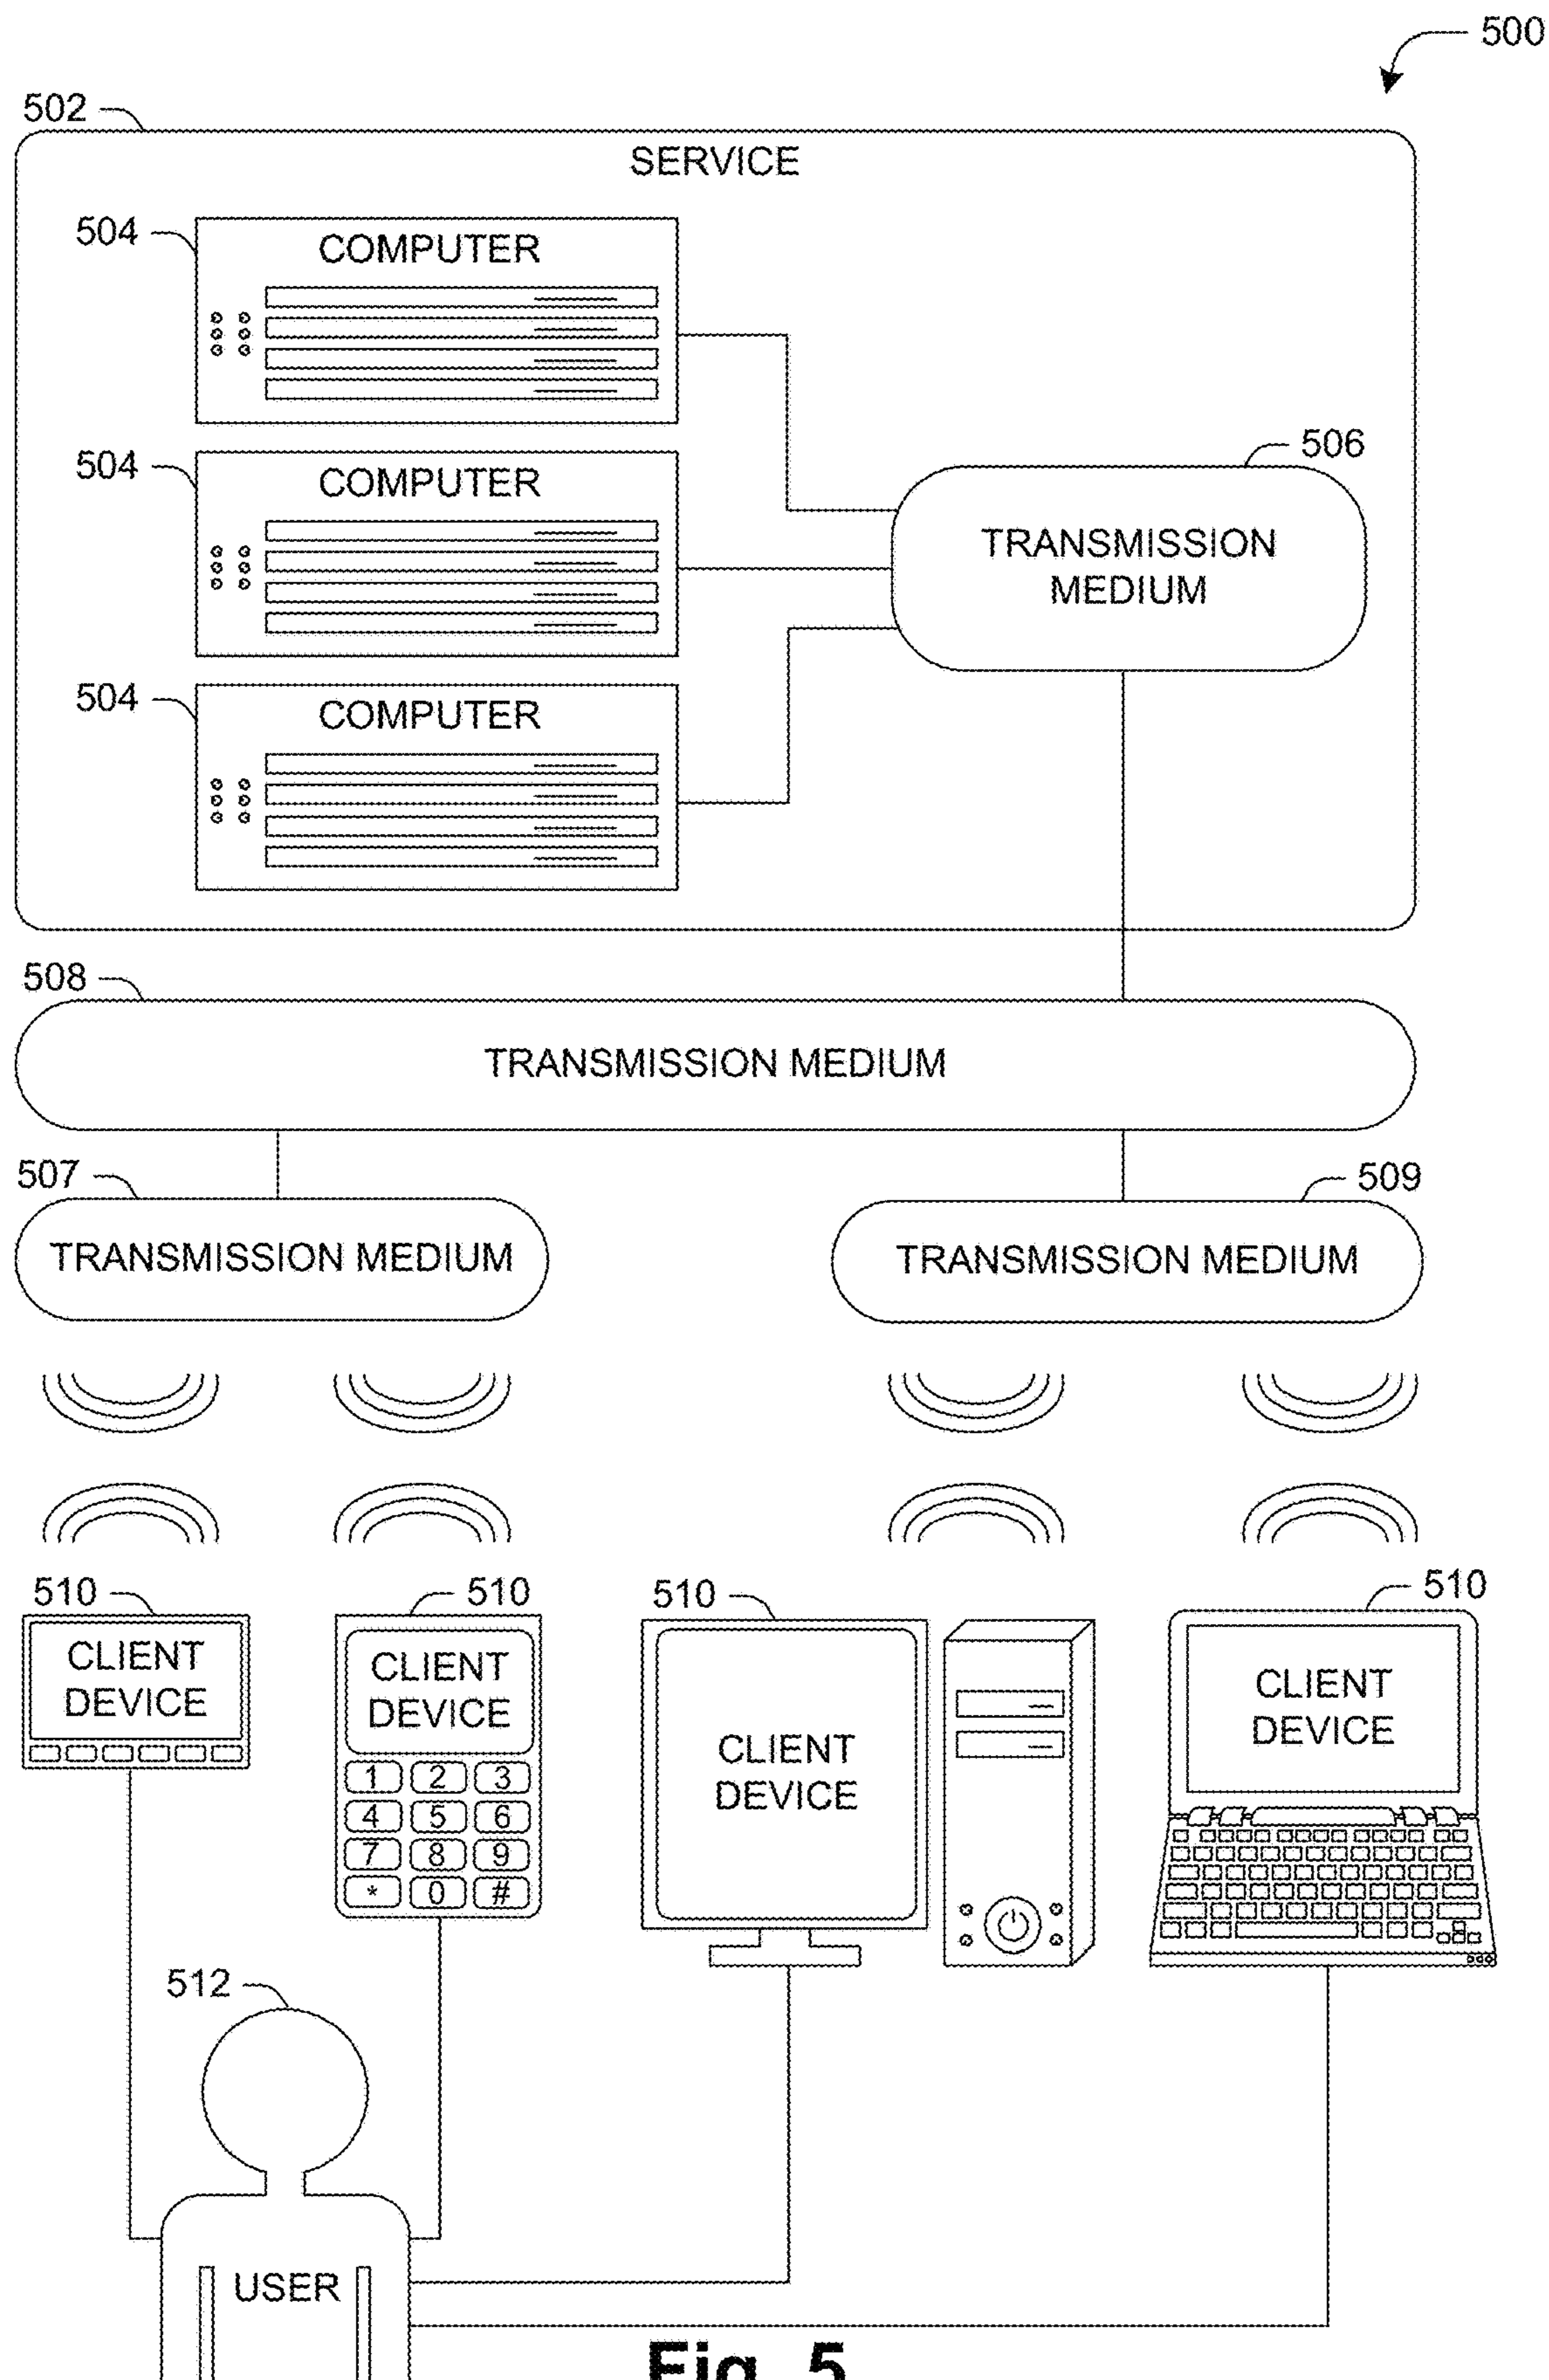 500
502
SERVICE
504
COMPUTER
504
COMPUTER
506
TRANSMISSION
MEDIUM
504
COMPUTER
508
TRANSMISSION MEDIUM
507
TRANSMISSION MEDIUM
509
TRANSMISSION MEDIUM
510
CLIENT
DEVICE
510
CLIENT
DEVICE
1 2 3
4 5 6
7 8 9
* 0 #
510
CLIENT
DEVICE
510
CLIENT
DEVICE
512
USER
Fig. 5